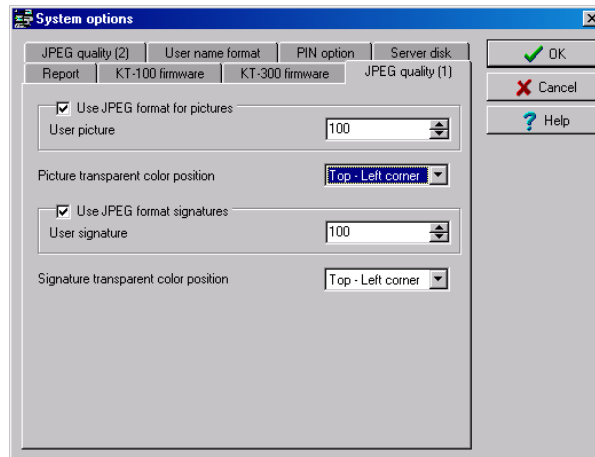 System options
JPEG quality (2) User name format PIN option Server disk
Report KT-100 firmware KT-300 firmware JPEG quality (1)
OK
Cancel
Help
Use JPEG format for pictures
User picture 100
Picture transparent color position Top - Left corner
Use JPEG format signatures
User signature 100
Signature transparent color position Top - Left corner